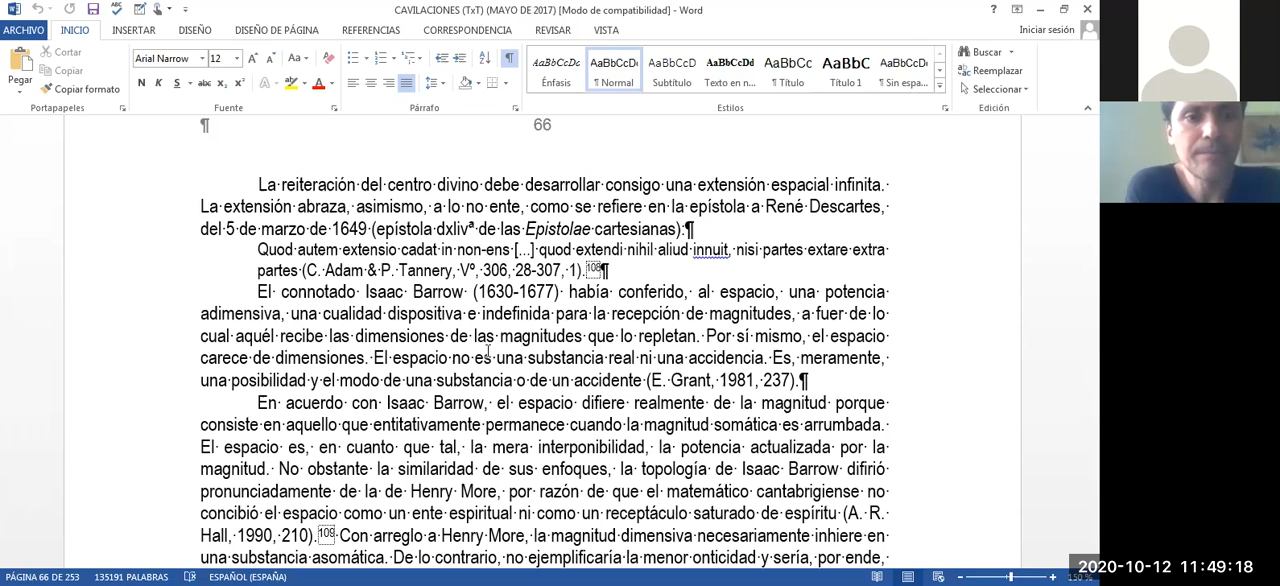 CAVILACIONES (TxT) (MAYO DE 2017) [Modo de compatibilidad] - Word
ARCHIVO INICIO INSERTAR DISEÑO DISEÑO DE PÁGINA REFERENCIAS CORRESPONDENCIA REVISAR VISTA Iniciar sesión
Pegar
Cortar
Copiar
Copiar formato
Portapapeles
Arial Narrow 12
N K S abc x₂ x²
Fuente
Párrafo
AaBbCcDc AaBbCcDc AaBbCcD AaBbCcDd AaBbCc AaBbC AaBbCcDc
Énfasis ¶ Normal Subtítulo Texto en n... ¶ Título Título 1 ¶ Sin espa...
Estilos
Buscar
Reemplazar
Seleccionar
Edición
¶ 66
La reiteración del centro divino debe desarrollar consigo una extensión espacial infinita.
La extensión abraza, asimismo, a lo no ente, como se refiere en la epístola a René Descartes,
del 5 de marzo de 1649 (epístola dxlivª de las Epistolae cartesianas):¶
Quod autem extensio cadat in non-ens [...] quod extendi nihil aliud innuit, nisi partes extare extra
partes (C. Adam & P. Tannery, Vº, 306, 28-307, 1).108¶
El connotado Isaac Barrow (1630-1677) había conferido, al espacio, una potencia
adimensiva, una cualidad dispositiva e indefinida para la recepción de magnitudes, a fuer de lo
cual aquél recibe las dimensiones de las magnitudes que lo repletan. Por sí mismo, el espacio
carece de dimensiones. El espacio no es una substancia real ni una accidencia. Es, meramente,
una posibilidad y el modo de una substancia o de un accidente (E. Grant, 1981, 237).¶
En acuerdo con Isaac Barrow, el espacio difiere realmente de la magnitud porque
consiste en aquello que entitativamente permanece cuando la magnitud somática es arrumbada.
El espacio es, en cuanto que tal, la mera interponibilidad, la potencia actualizada por la
magnitud. No obstante la similaridad de sus enfoques, la topología de Isaac Barrow difirió
pronunciadamente de la de Henry More, por razón de que el matemático cantabrigiense no
concibió el espacio como un ente espiritual ni como un receptáculo saturado de espíritu (A. R.
Hall, 1990, 210).109 Con arreglo a Henry More, la magnitud dimensiva necesariamente inhiere en
una substancia asomática. De lo contrario, no ejemplificaría la menor onticidad y sería, por ende,
PÁGINA 66 DE 253 135191 PALABRAS ESPAÑOL (ESPAÑA) 150 %
2020-10-12 11:49:18